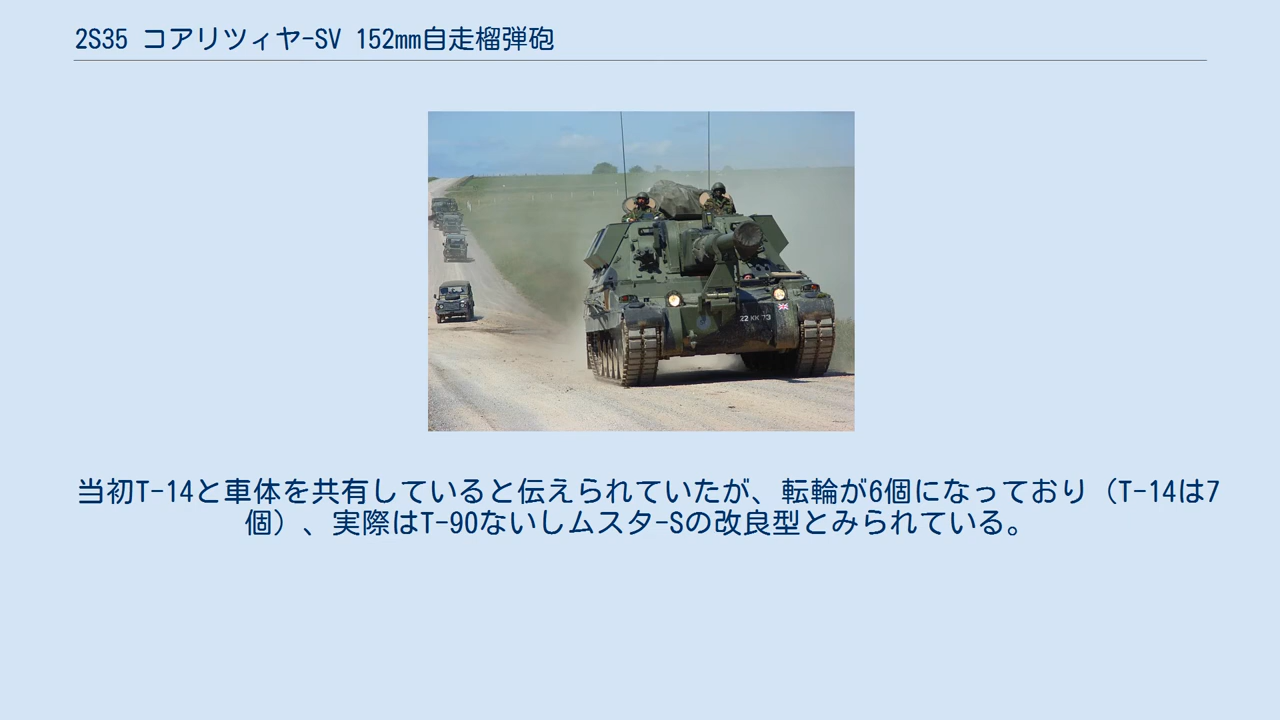 2S35 コアリツィヤ-SV 152mm自走榴弾砲
22 KK 73
当初T-14と車体を共有していると伝えられていたが、転輪が6個になっており（T-14は7
個）、実際はT-90ないしムスタ-Sの改良型とみられている。